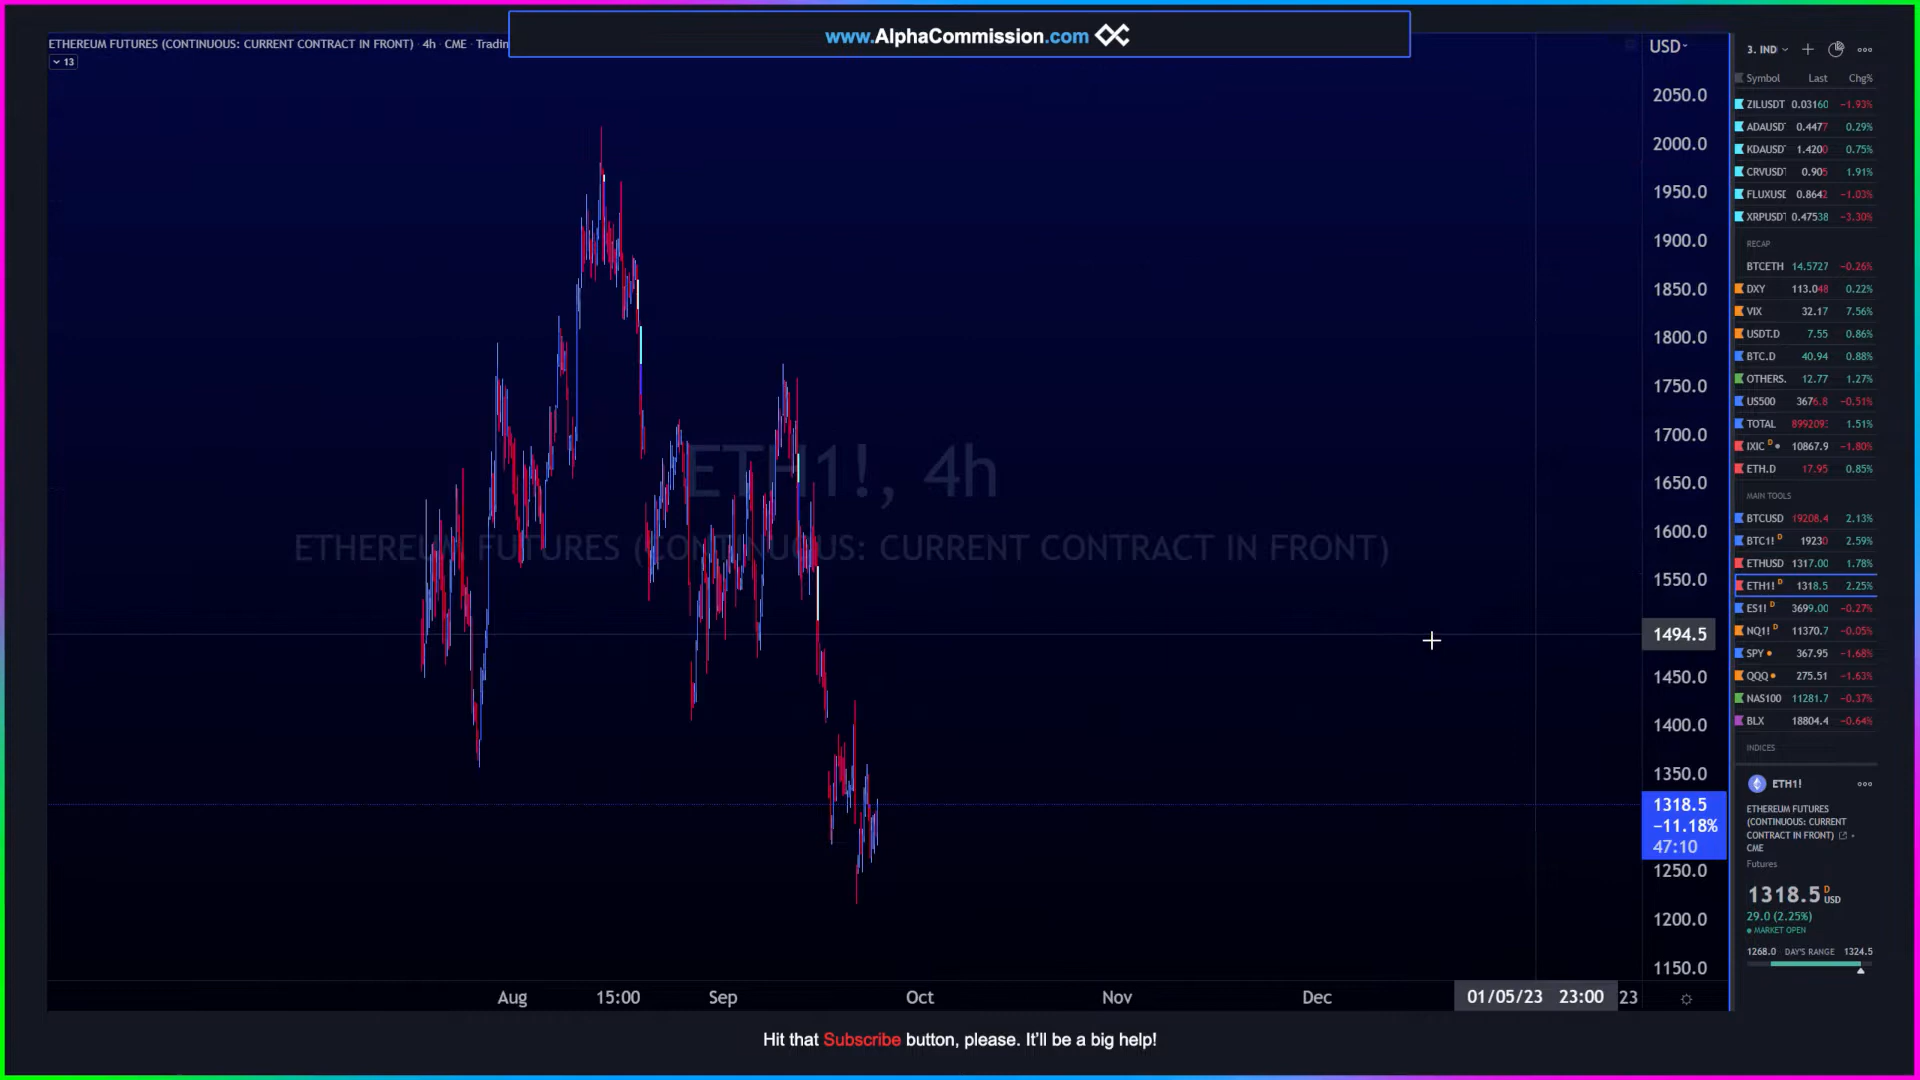 www.AlphaCommission.com
ETHEREUM FUTURES (CONTINUOUS: CURRENT CONTRACT IN FRONT) · 4h · CME · Tradin
13
USD
2050.0
2000.0
1950.0
1900.0
1850.0
1800.0
1750.0
1700.0
1650.0
1600.0
1550.0
1494.5
1450.0
1400.0
1350.0
1318.5
−11.18%
47:10
1250.0
1200.0
1150.0
ETH1!, 4h
ETHEREUM FUTURES (CONTINUOUS: CURRENT CONTRACT IN FRONT)
Aug 15:00 Sep Oct Nov Dec 01/05/23 23:00 23
3. IND
Symbol Last Chg%
ZILUSDT 0.03160 −1.93%
ADAUSD 0.4477 0.29%
KDAUSD 1.4200 0.75%
CRVUSD 0.905 1.91%
FLUXUSD 0.8642 −1.03%
XRPUSD 0.47538 −3.30%
RECAP
BTCETH 14.5727 −0.26%
DXY 113.048 0.22%
VIX 32.17 7.56%
USDT.D 7.55 0.86%
BTC.D 40.94 0.88%
OTHERS. 12.77 1.27%
US500 3676.8 −0.51%
TOTAL 899209 1.51%
IXIC D 10867.9 −1.80%
ETH.D 17.95 0.85%
MAIN TOOLS
BTCUSD 19208.4 2.13%
BTC1! D 19230 2.59%
ETHUSD 1317.00 1.78%
ETH1! D 1318.5 2.25%
ES1! D 3699.00 −0.27%
NQ1! D 11370.7 −0.05%
SPY 367.95 −1.68%
QQQ 275.51 −1.63%
NAS100 11281.7 −0.37%
BLX 18804.4 −0.64%
INDICES
ETH1!
ETHEREUM FUTURES
(CONTINUOUS: CURRENT
CONTRACT IN FRONT)
CME
Futures
1318.5 D USD
29.0 (2.25%)
MARKET OPEN
1268.0 DAY'S RANGE 1324.5
Hit that Subscribe button, please. It'll be a big help!